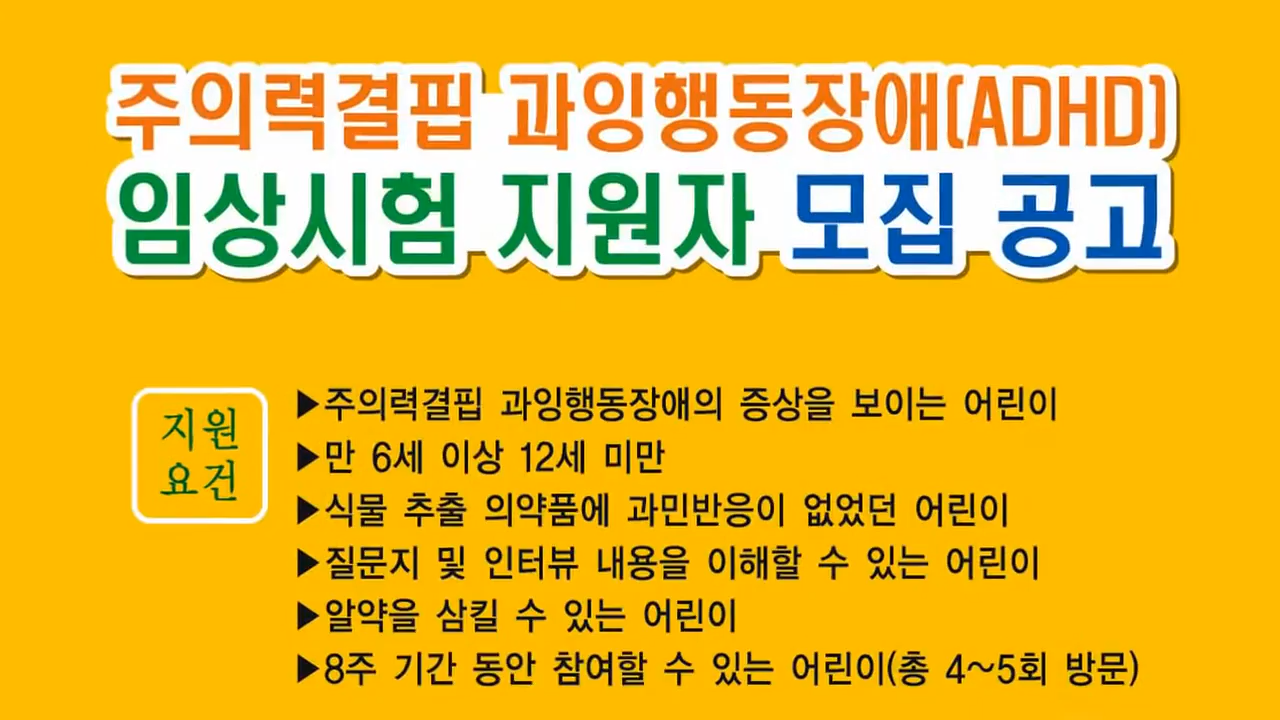 주의력결핍 과잉행동장애(ADHD)
임상시험 지원자 모집 공고
지원
요건
▶주의력결핍 과잉행동장애의 증상을 보이는 어린이
▶만 6세 이상 12세 미만
▶식물 추출 의약품에 과민반응이 없었던 어린이
▶질문지 및 인터뷰 내용을 이해할 수 있는 어린이
▶알약을 삼킬 수 있는 어린이
▶8주 기간 동안 참여할 수 있는 어린이(총 4~5회 방문)